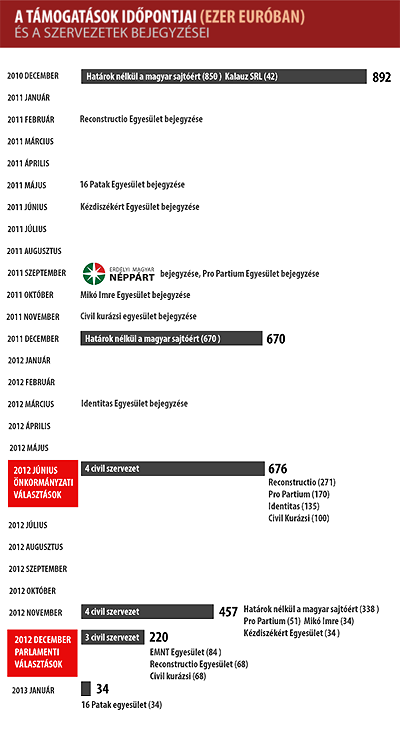 A TÁMOGATÁSOK IDŐPONTJAI (EZER EURÓBAN)
ÉS A SZERVEZETEK BEJEGYZÉSEI
2010 DECEMBER Határok nélkül a magyar sajtóért (850 ) Kalauz SRL (42) 892
2011 JANUÁR
2011 FEBRUÁR Reconstructio Egyesület bejegyzése
2011 MÁRCIUS
2011 ÁPRILIS
2011 MÁJUS 16 Patak Egyesület bejegyzése
2011 JÚNIUS Kézdiszékért Egyesület bejegyzése
2011 JÚLIUS
2011 AUGUSZTUS
2011 SZEPTEMBER ERDÉLYI MAGYAR NÉPPÁRT bejegyzése, Pro Partium Egyesület bejegyzése
2011 OKTÓBER Mikó Imre Egyesület bejegyzése
2011 NOVEMBER Civil kurázsi egyesület bejegyzése
2011 DECEMBER Határok nélkül a magyar sajtóért (670 ) 670
2012 JANUÁR
2012 FEBRUÁR
2012 MÁRCIUS Identitas Egyesület bejegyzése
2012 ÁPRILIS
2012 MÁJUS
2012 JÚNIUS
ÖNKORMÁNYZATI
VÁLASZTÁSOK
4 civil szervezet 676
Reconstructio (271)
Pro Partium (170)
Identitas (135)
Civil Kurázsi (100)
2012 JÚLIUS
2012 AUGUSZTUS
2012 SZEPTEMBER
2012 OKTÓBER
2012 NOVEMBER 4 civil szervezet 457 Határok nélkül a magyar sajtóért (338 )
Pro Partium (51) Mikó Imre (34)
Kézdiszékért Egyesület (34 )
2012 DECEMBER
PARLAMENTI
VÁLASZTÁSOK
3 civil szervezet 220
EMNT Egyesület (84 )
Reconstructio Egyesület (68)
Civil kurázsi (68)
2013 JANUÁR 34
16 Patak egyesület (34)